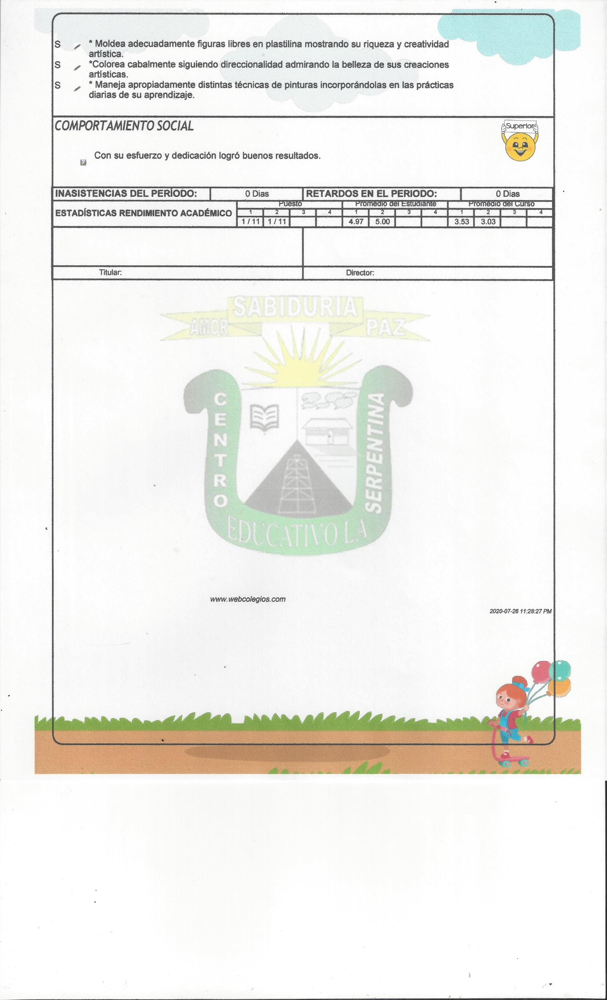 S * Moldea adecuadamente figuras libres en plastilina mostrando su riqueza y creatividad
artística.
S *Colorea cabalmente siguiendo direccionalidad admirando la belleza de sus creaciones
artísticas.
S * Maneja apropiadamente distintas técnicas de pinturas incorporándolas en las prácticas
diarias de su aprendizaje.
COMPORTAMIENTO SOCIAL
Superior
Con su esfuerzo y dedicación logró buenos resultados.
INASISTENCIAS DEL PERÍODO: 0 Dias RETARDOS EN EL PERIODO: 0 Dias
Puesto Promedio del Estudiante Promedio del Curso
ESTADÍSTICAS RENDIMIENTO ACADÉMICO 1 2 3 4 1 2 3 4 1 2 3 4
1 / 11 1 / 11 4.97 5.00 3.53 3.03
Titular: Director:
SABIDURIA
AMOR PAZ
CENTRO
EDUCATIVO LA
SERPENTINA
www.webcolegios.com
2020-07-26 11:28:27 PM